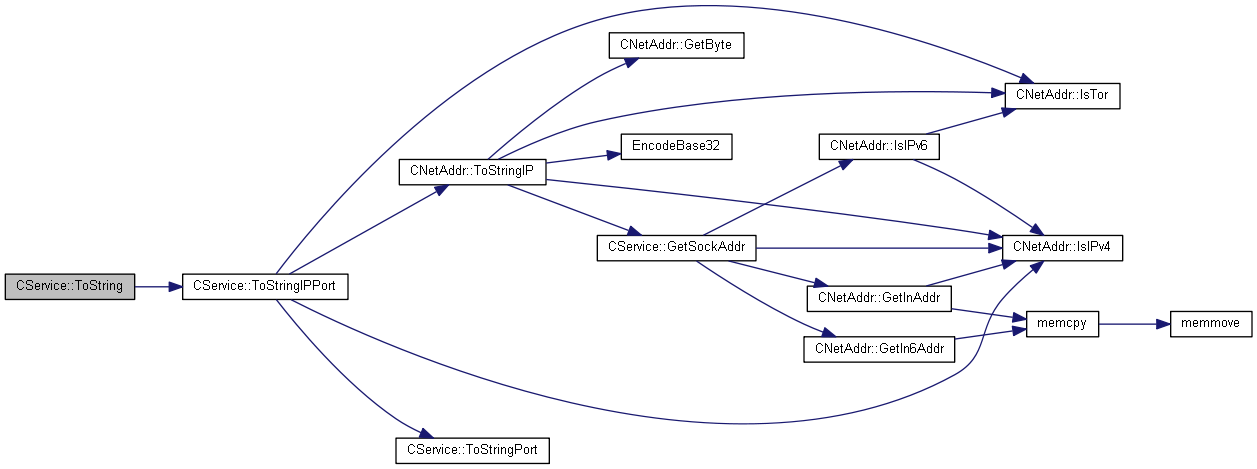 CNetAddr::GetByte
CNetAddr::IsTor
EncodeBase32
CNetAddr::IsIPv6
CNetAddr::ToStringIP
CService::GetSockAddr
CNetAddr::IsIPv4
CService::ToString
CService::ToStringIPPort
CNetAddr::GetInAddr
memcpy
memmove
CNetAddr::GetIn6Addr
CService::ToStringPort